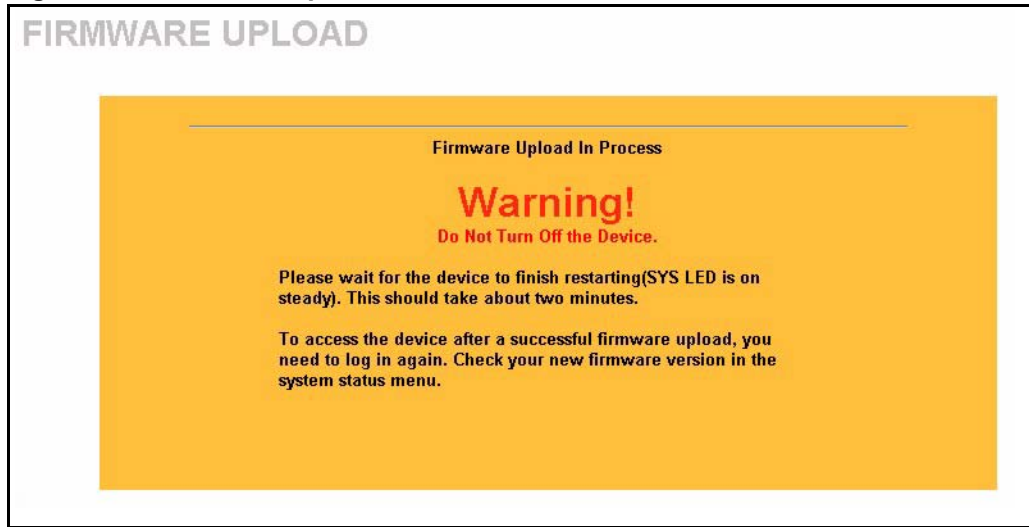 FIRMWARE UPLOAD
Firmware Upload In Process
Warning!
Do Not Turn Off the Device.
Please wait for the device to finish restarting(SYS LED is on
steady). This should take about two minutes.
To access the device after a successful firmware upload, you
need to log in again. Check your new firmware version in the
system status menu.